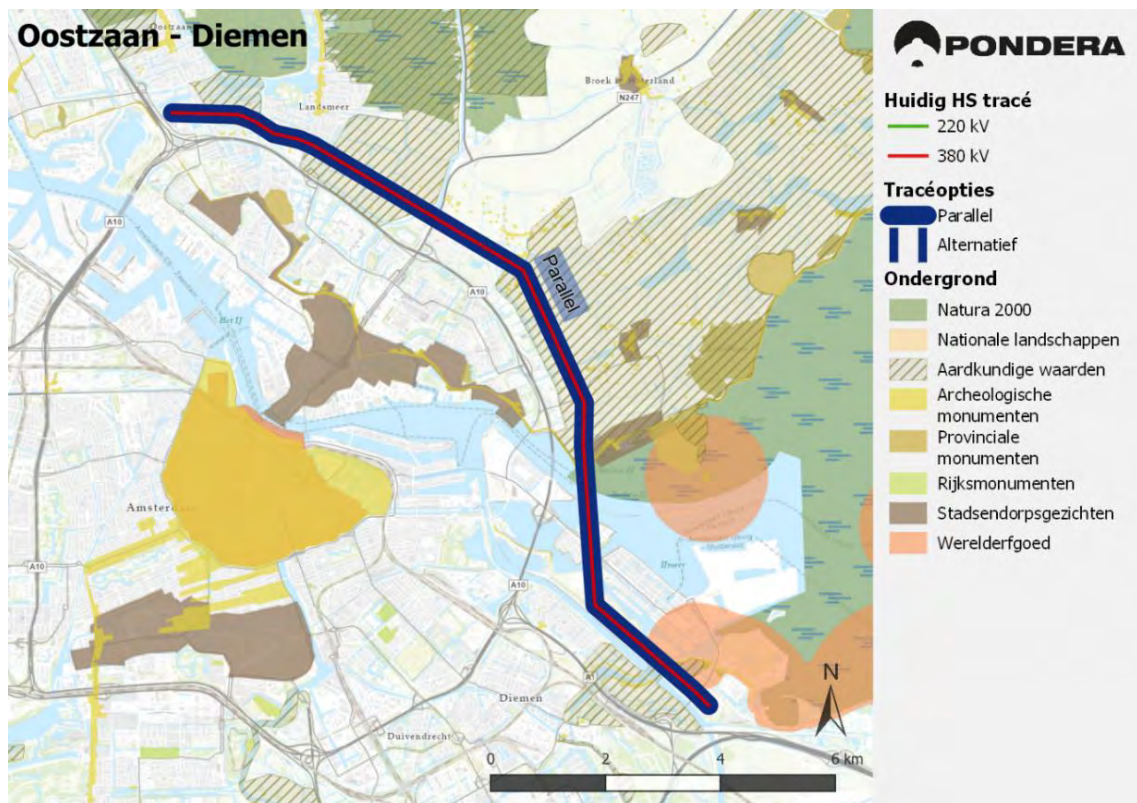 Oostzaan - Diemen
Landsmeer
N247
A10
Parallel
A10
Het IJ
Amsterdam
A10
A10
A1
Diemen
Duivendrecht
N
0 2 4 6 km
PONDERA
Huidig HS tracé
220 kV
380 kV
Tracéopties
Parallel
Alternatief
Ondergrond
Natura 2000
Nationale landschappen
Aardkundige waarden
Archeologische
monumenten
Provinciale
monumenten
Rijksmonumenten
Stadsendorpsgezichten
Werelderfgoed